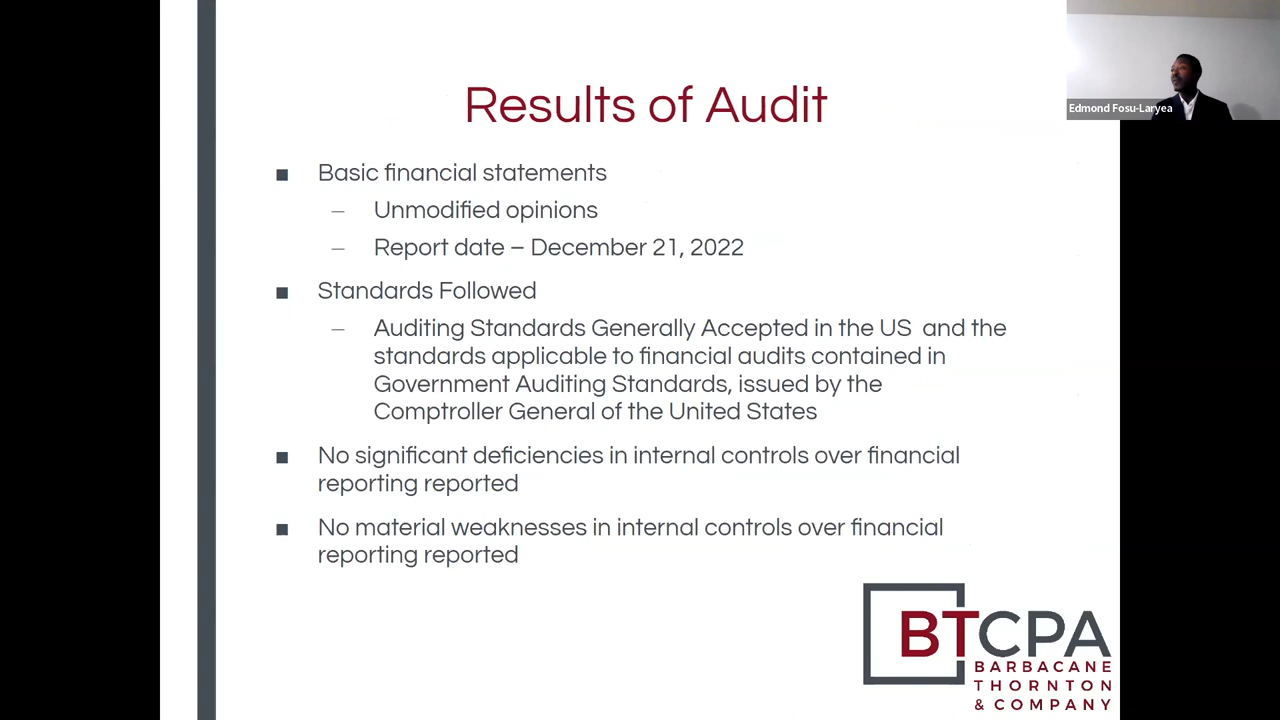 Results of Audit
Edmond Fosu-Laryea
■ Basic financial statements
– Unmodified opinions
– Report date – December 21, 2022
■ Standards Followed
– Auditing Standards Generally Accepted in the US and the
standards applicable to financial audits contained in
Government Auditing Standards, issued by the
Comptroller General of the United States
■ No significant deficiencies in internal controls over financial
reporting reported
■ No material weaknesses in internal controls over financial
reporting reported
BTCPA
BARBACANE
THORNTON
& COMPANY